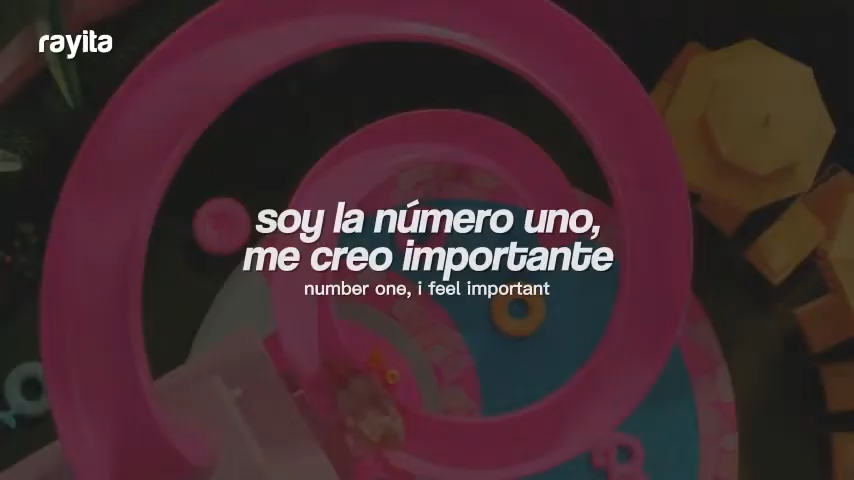 rayita
soy la número uno,
me creo importante
number one, i feel important
B